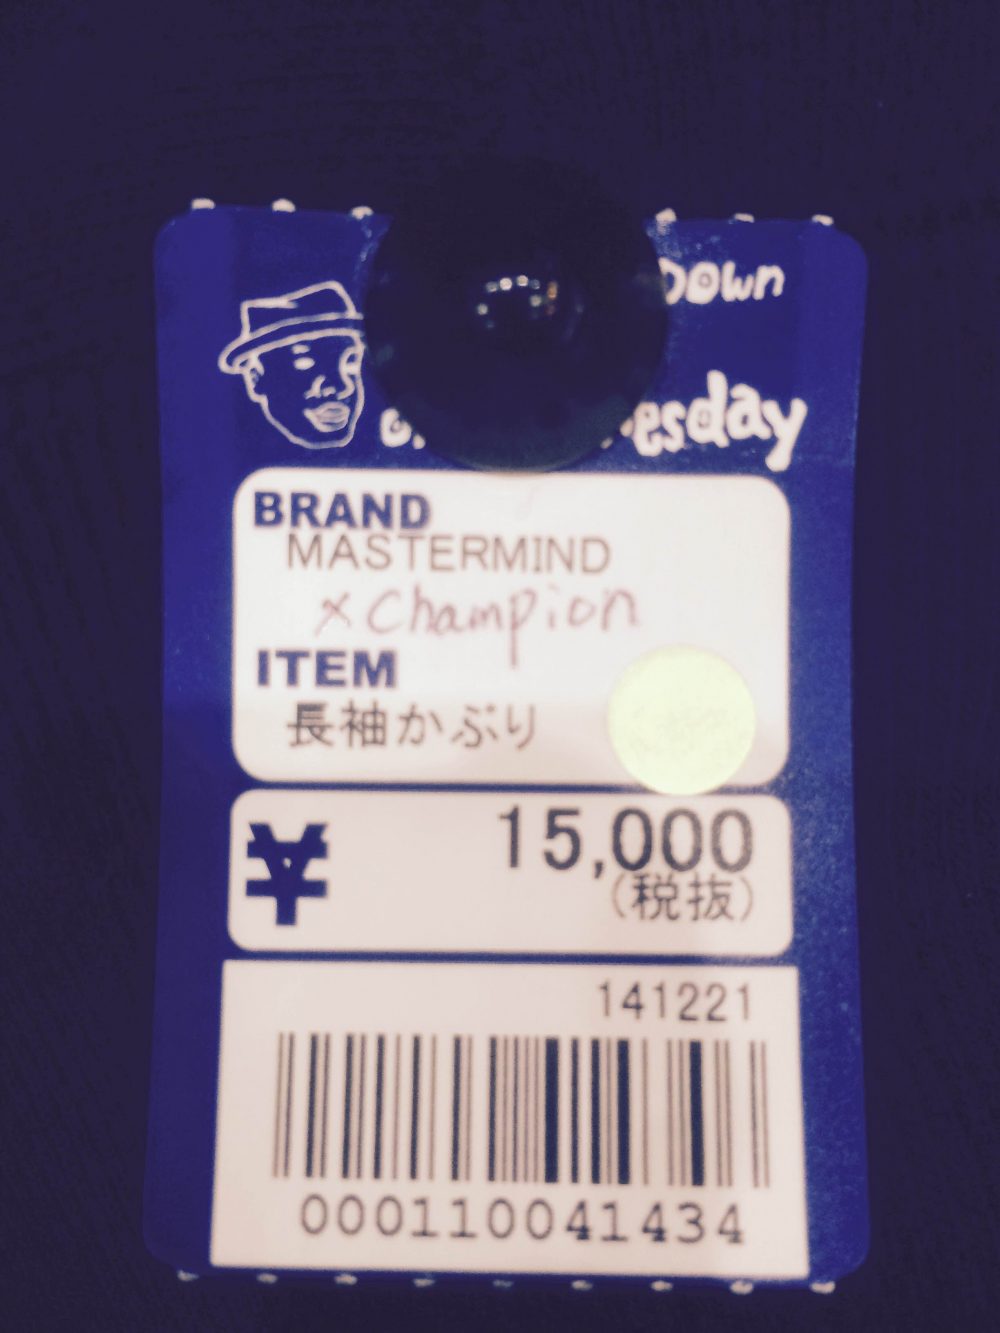 DOWN
BRAND
MASTERMIND
x Champion
ITEM
長袖かぶり
¥ 15,000
(税抜)
141221
000110041434